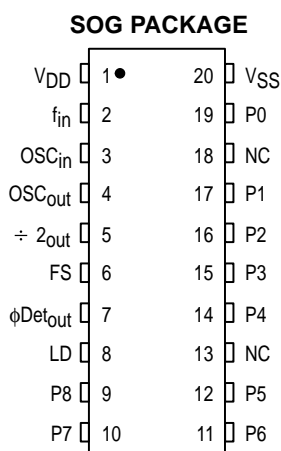 SOG PACKAGE
VDD 1 20 VSS
fin 2 19 P0
OSCin 3 18 NC
OSCout 4 17 P1
÷ 2out 5 16 P2
FS 6 15 P3
ϕDetout 7 14 P4
LD 8 13 NC
P8 9 12 P5
P7 10 11 P6